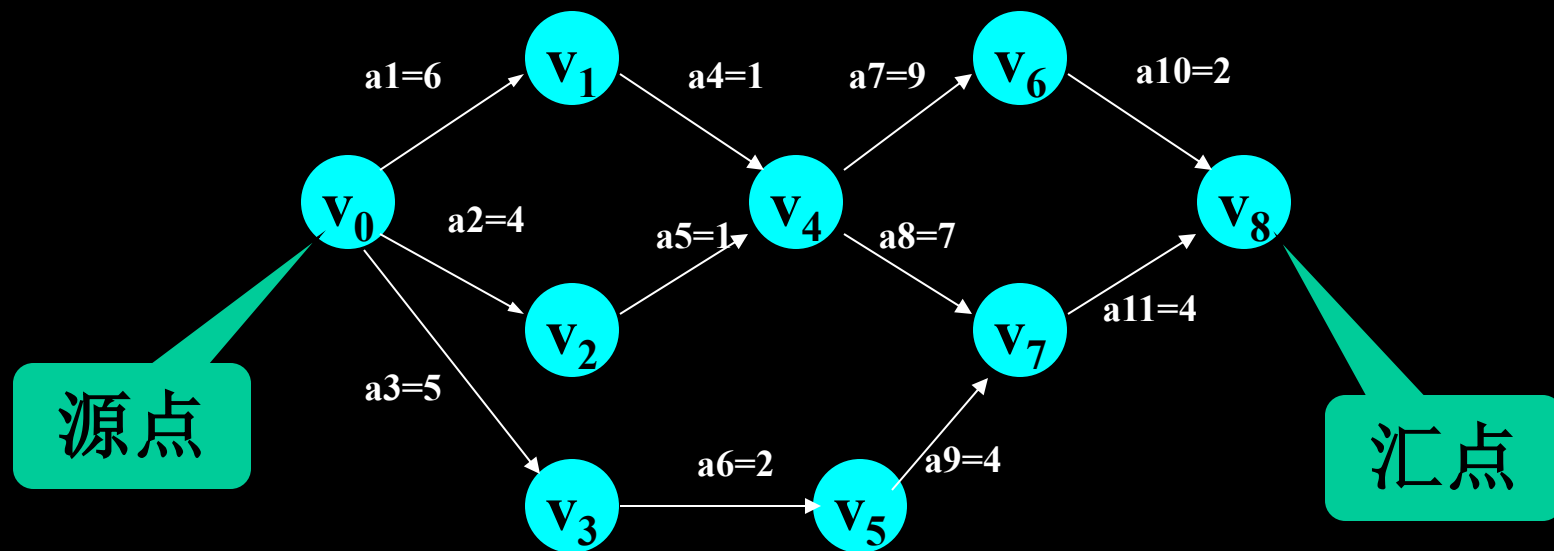 v1
v6
a1=6
a4=1
a7=9
a10=2
v0
a2=4
a5=1
v4
a8=7
v8
v2
v7
a11=4
源点
a3=5
汇点
a6=2
a9=4
v3
v5